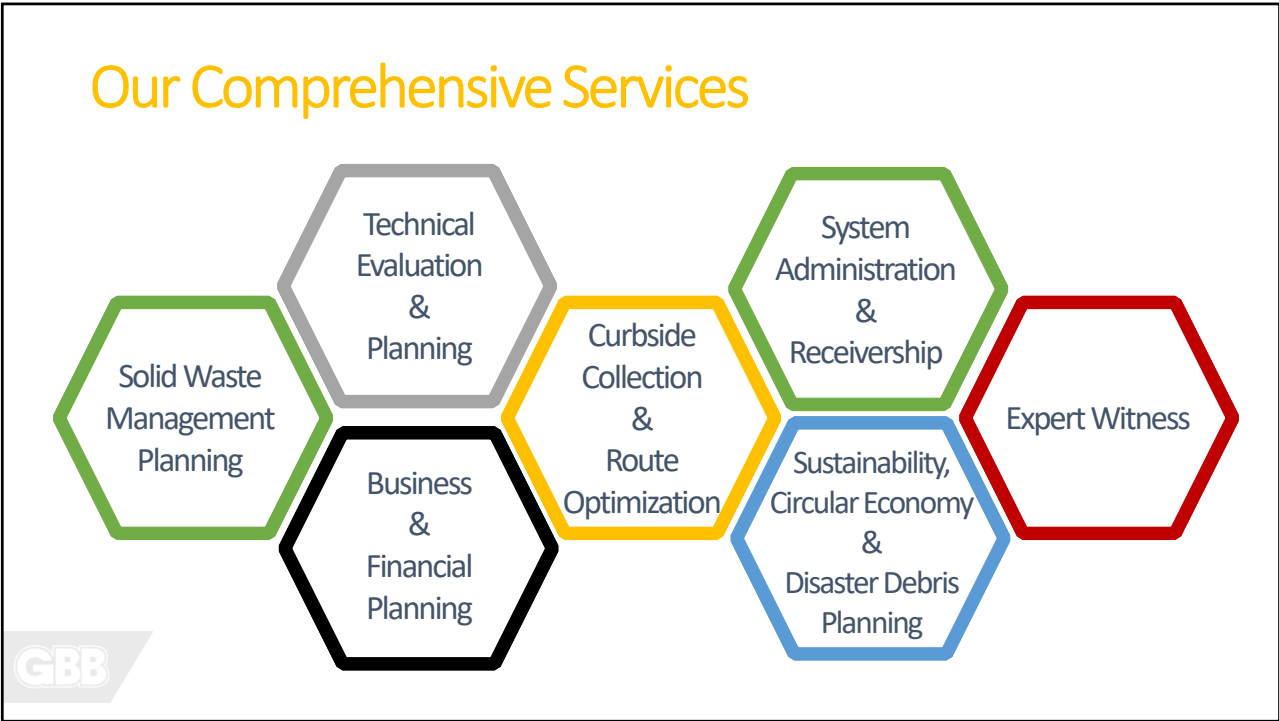 Our Comprehensive Services
Solid Waste
Management
Planning
Technical
Evaluation
&
Planning
Business
&
Financial
Planning
Curbside
Collection
&
Route
Optimization
System
Administration
&
Receivership
Sustainability,
Circular Economy
&
Disaster Debris
Planning
Expert Witness
GBB